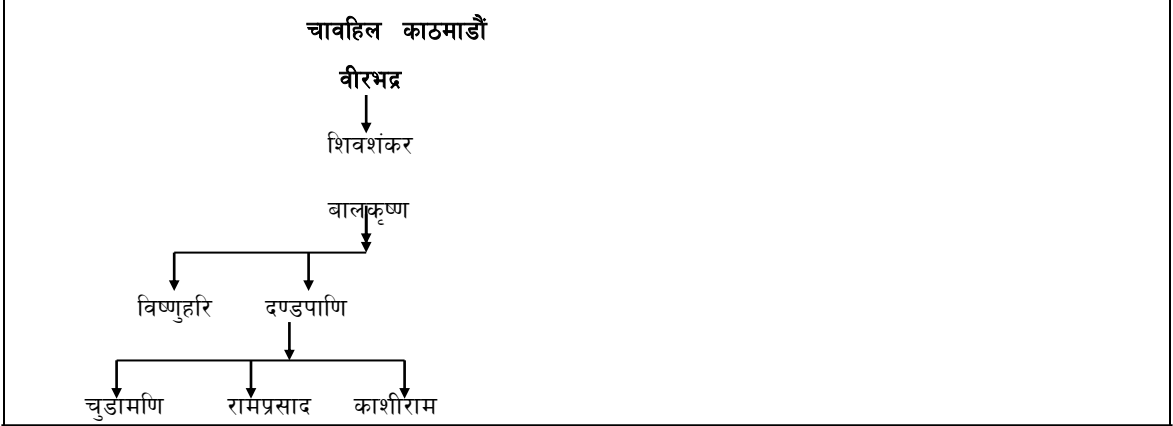 चावहिल काठमाडौं
वीरभद्र
शिवशंकर
बालकृष्ण
विष्णुहरि दण्डपाणि
चुडामणि रामप्रसाद काशीराम